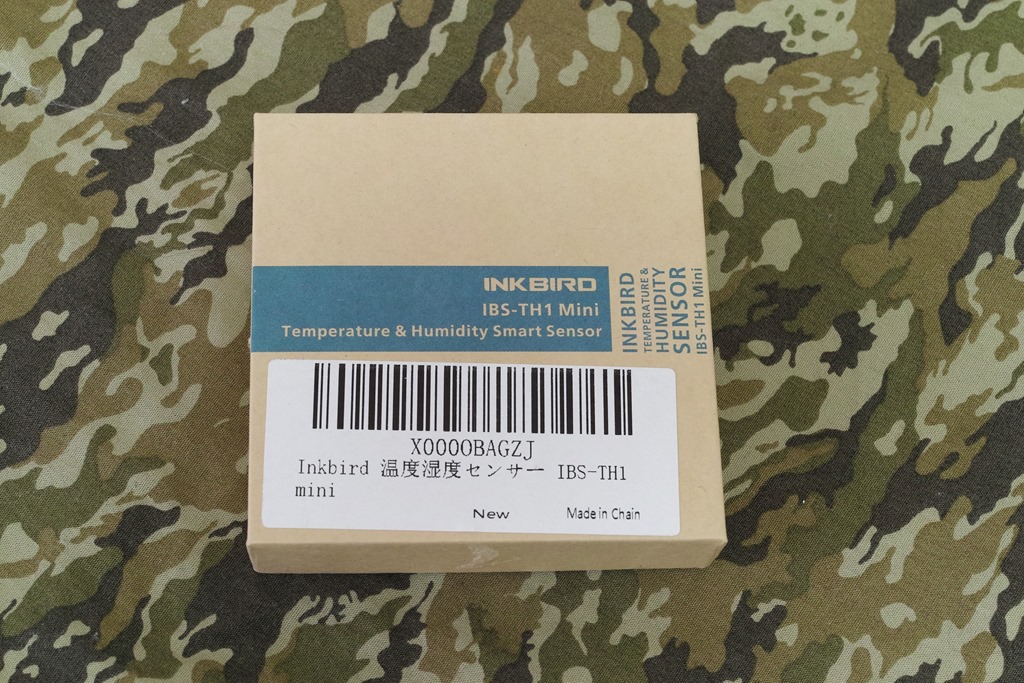 INKBIRD
IBS-TH1 Mini
Temperature & Humidity Smart Sensor
INKBIRD
TEMPERATURE &
HUMIDITY
SENSOR
IBS-TH1 Mini
X0000BAGZJ
Inkbird 温度湿度センサー IBS-TH1
mini
New Made in Chain